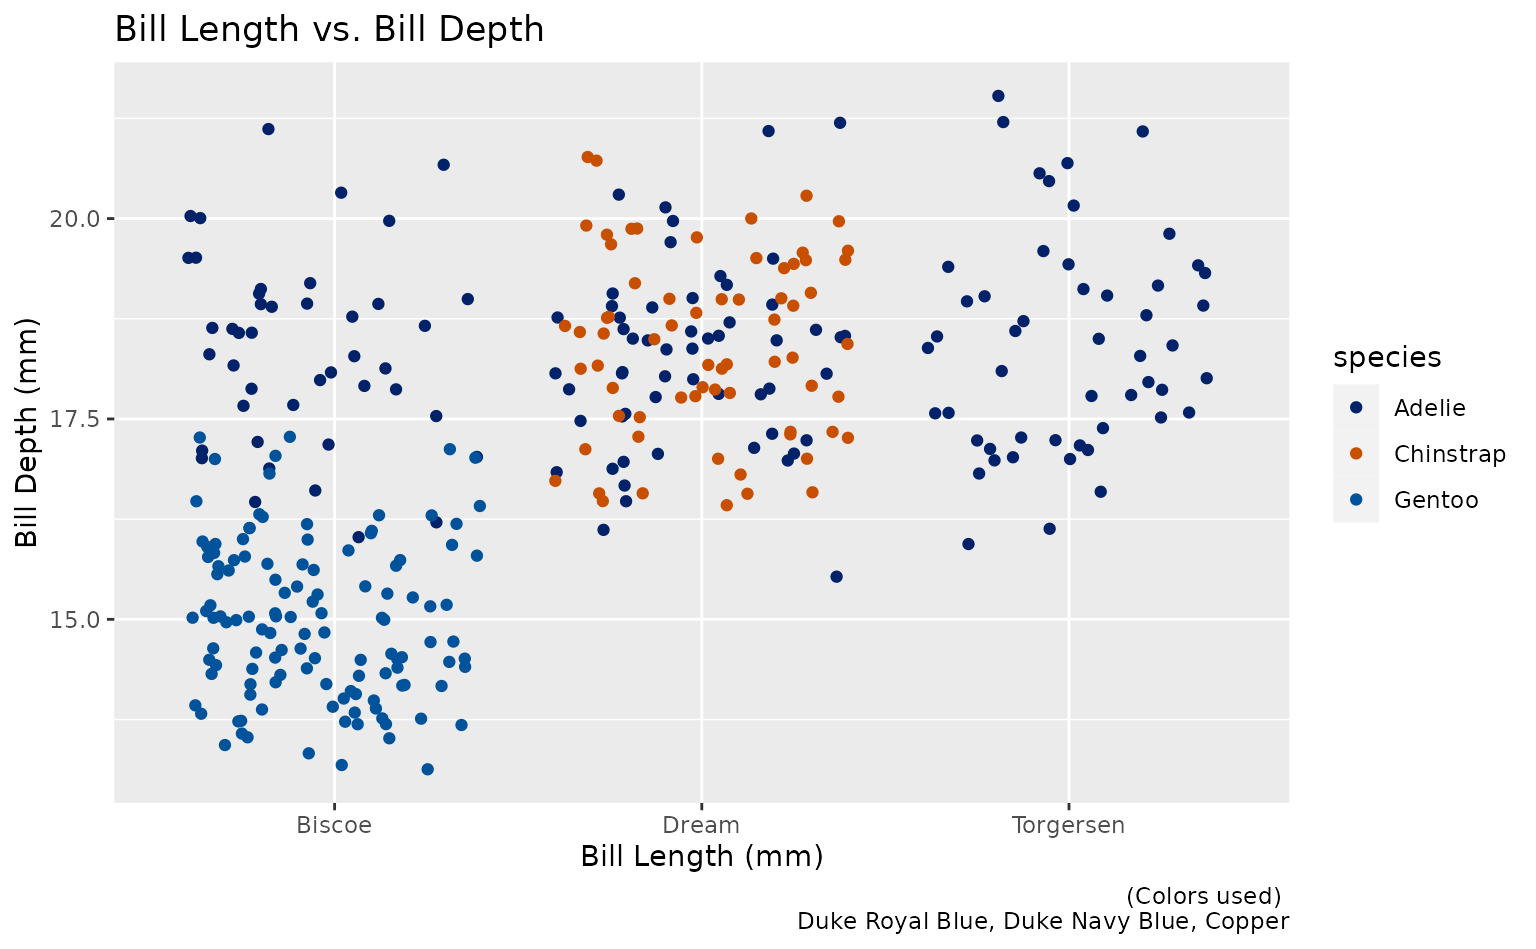 Bill Length vs. Bill Depth
Bill Depth (mm)
20.0
17.5
15.0
Biscoe Dream Torgersen
Bill Length (mm)
species
Adelie
Chinstrap
Gentoo
(Colors used)
Duke Royal Blue, Duke Navy Blue, Copper